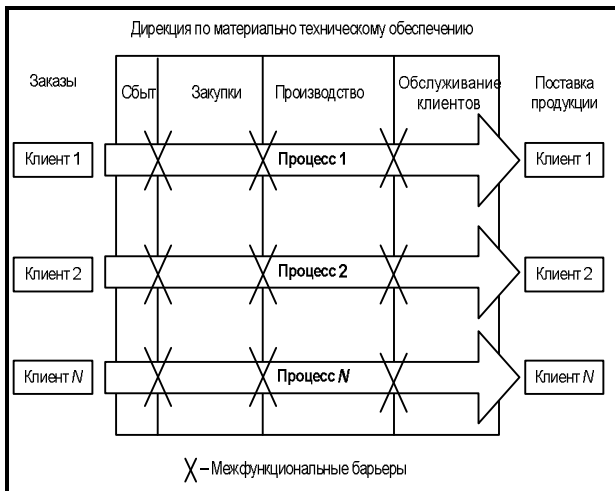 Дирекция по материально техническому обеспечению
Заказы
Сбыт
Закупки
Производство
Обслуживание
клиентов
Поставка
продукции
Клиент 1
Процесс 1
Клиент 1
Клиент 2
Процесс 2
Клиент 2
Клиент N
Процесс N
Клиент N
– Межфункциональные барьеры